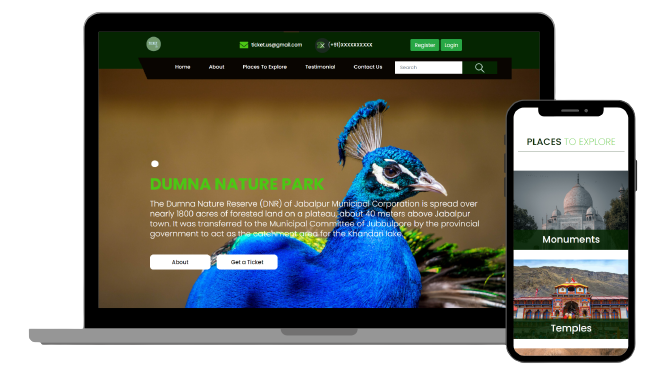 ticket.us@gmail.com
(+91)XXXXXXXXXX
Register
Login
Home
About
Places To Explore
Testimonial
Contact Us
Search
DUMNA NATURE PARK
The Dumna Nature Reserve (DNR) of Jabalpur Municipal Corporation is spread over
nearly 1800 acres of forested land on a plateau, about 40 meters above Jabalpur
town. It was transferred to the Municipal Committee of Jubbulpore by the provincial
government to act as the catchment area for the Khandari lake.
About
Get a Ticket
PLACES TO EXPLORE
Monuments
Temples